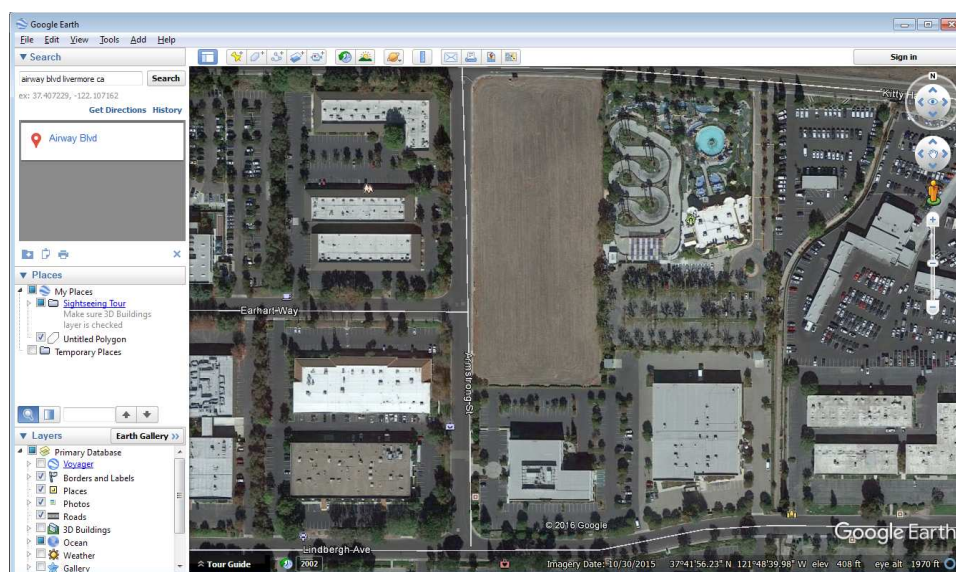 Google Earth
File Edit View Tools Add Help
▼ Search
Sign in
airway blvd livermore ca
Search
ex: 37.407229, -122.107162
Get Directions History
Airway Blvd
▼ Places
My Places
Sightseeing Tour
Make sure 3D Buildings
layer is checked
Untitled Polygon
Temporary Places
▼ Layers
Earth Gallery >>
Primary Database
Voyager
Borders and Labels
Places
Photos
Roads
3D Buildings
Ocean
Weather
Gallery
N
Kitty
Earhart Way
Armstrong St
© 2016 Google
Google Earth
Lindbergh Ave
Tour Guide
2002
Imagery Date: 10/30/2015 37°41'56.23" N 121°48'39.98" W elev 408 ft eye alt 1970 ft